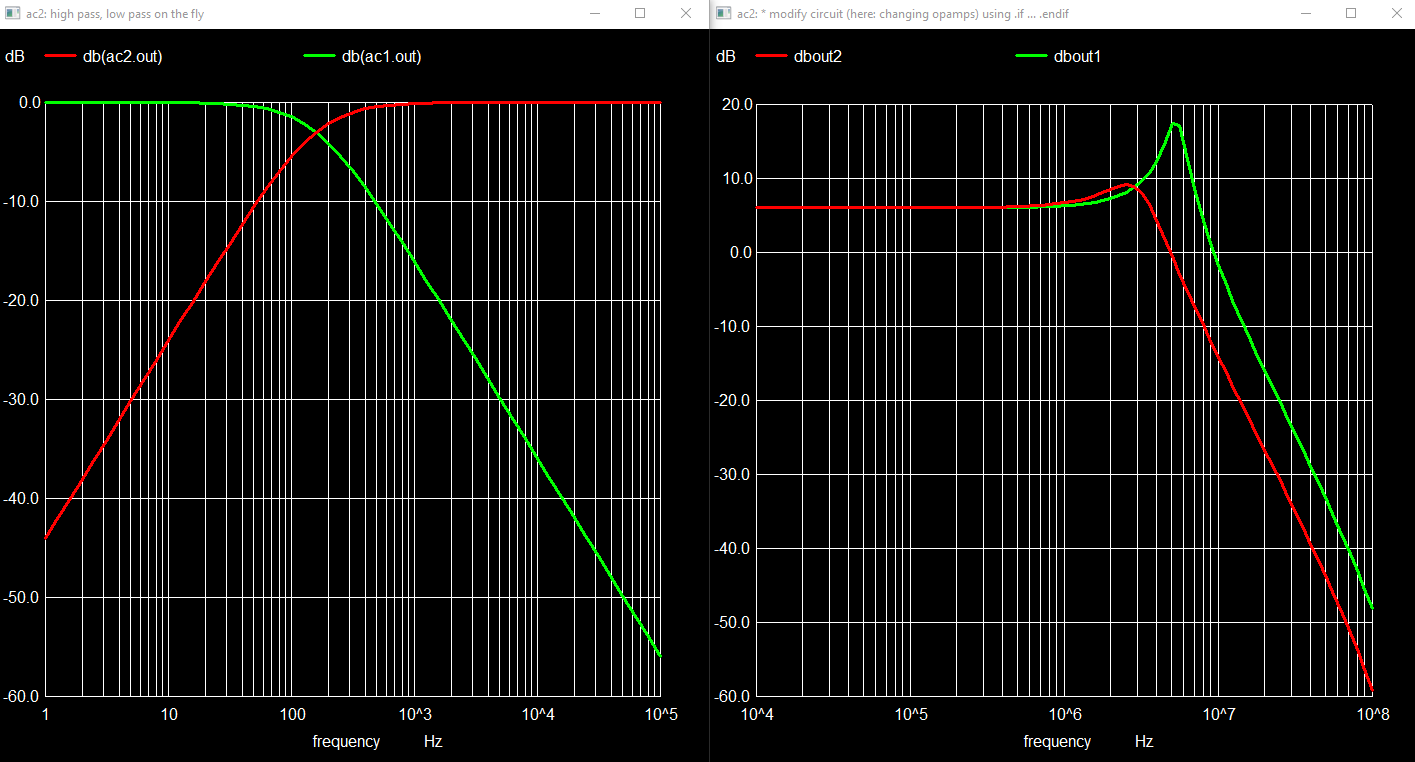 ac2: high pass, low pass on the fly
dB db(ac2.out) db(ac1.out)
0.0
-10.0
-20.0
-30.0
-40.0
-50.0
-60.0
1 10 100 10^3 10^4 10^5
frequency Hz
ac2: * modify circuit (here: changing opamps) using .if ... .endif
dB dbout2 dbout1
20.0
10.0
0.0
-10.0
-20.0
-30.0
-40.0
-50.0
-60.0
10^4 10^5 10^6 10^7 10^8
frequency Hz